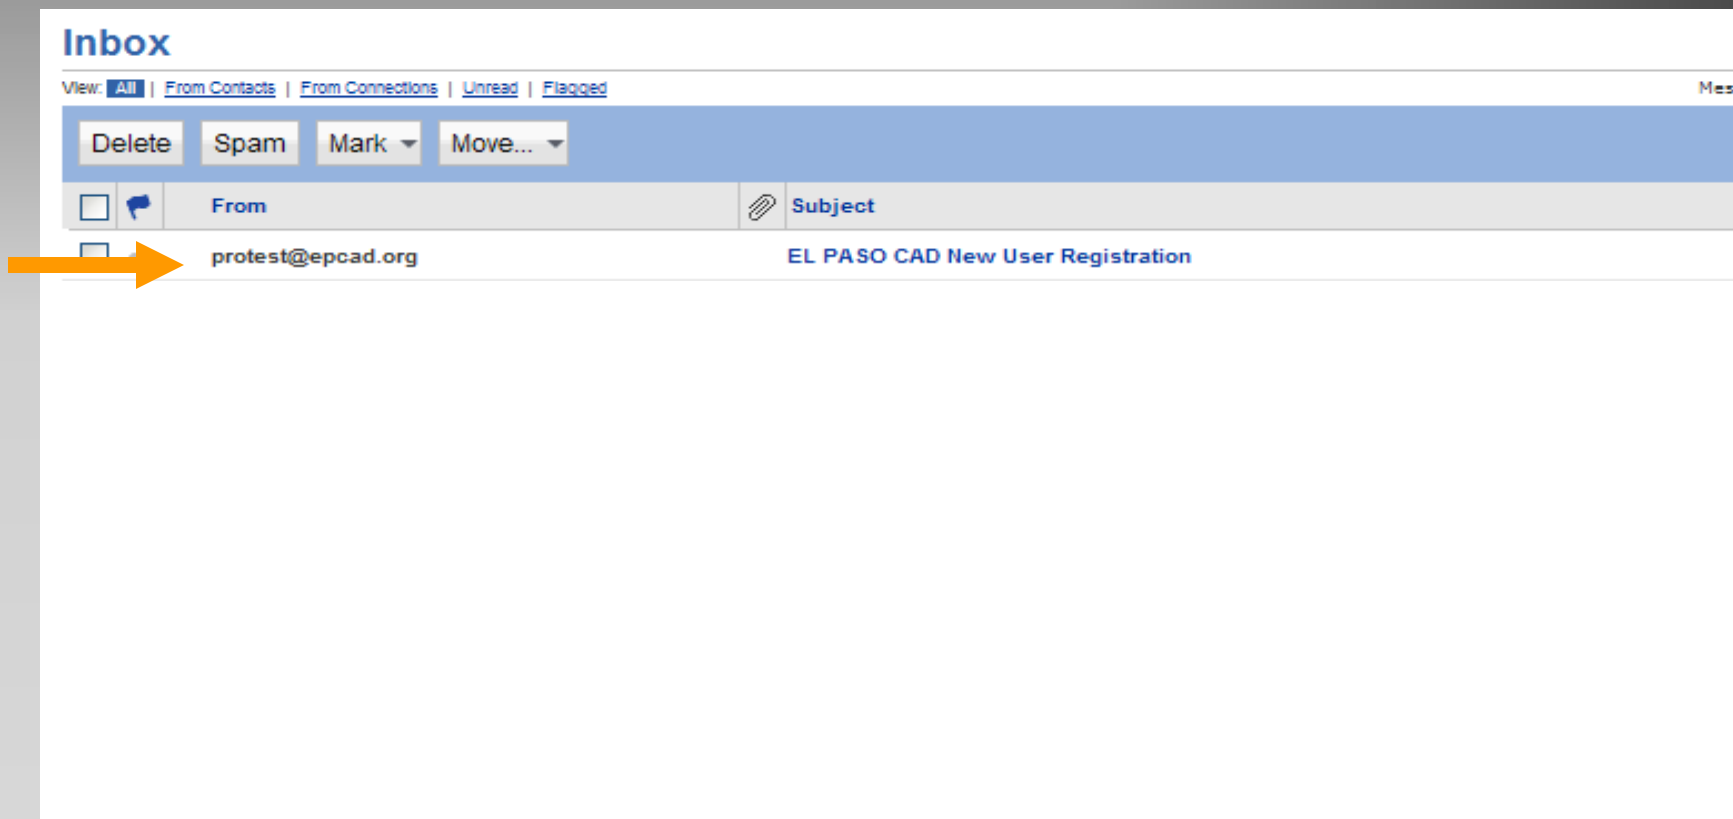 Inbox
View: All | From Contacts | From Connections | Unread | Flagged Mes
Delete Spam Mark Move...
From Subject
protest@epcad.org EL PASO CAD New User Registration